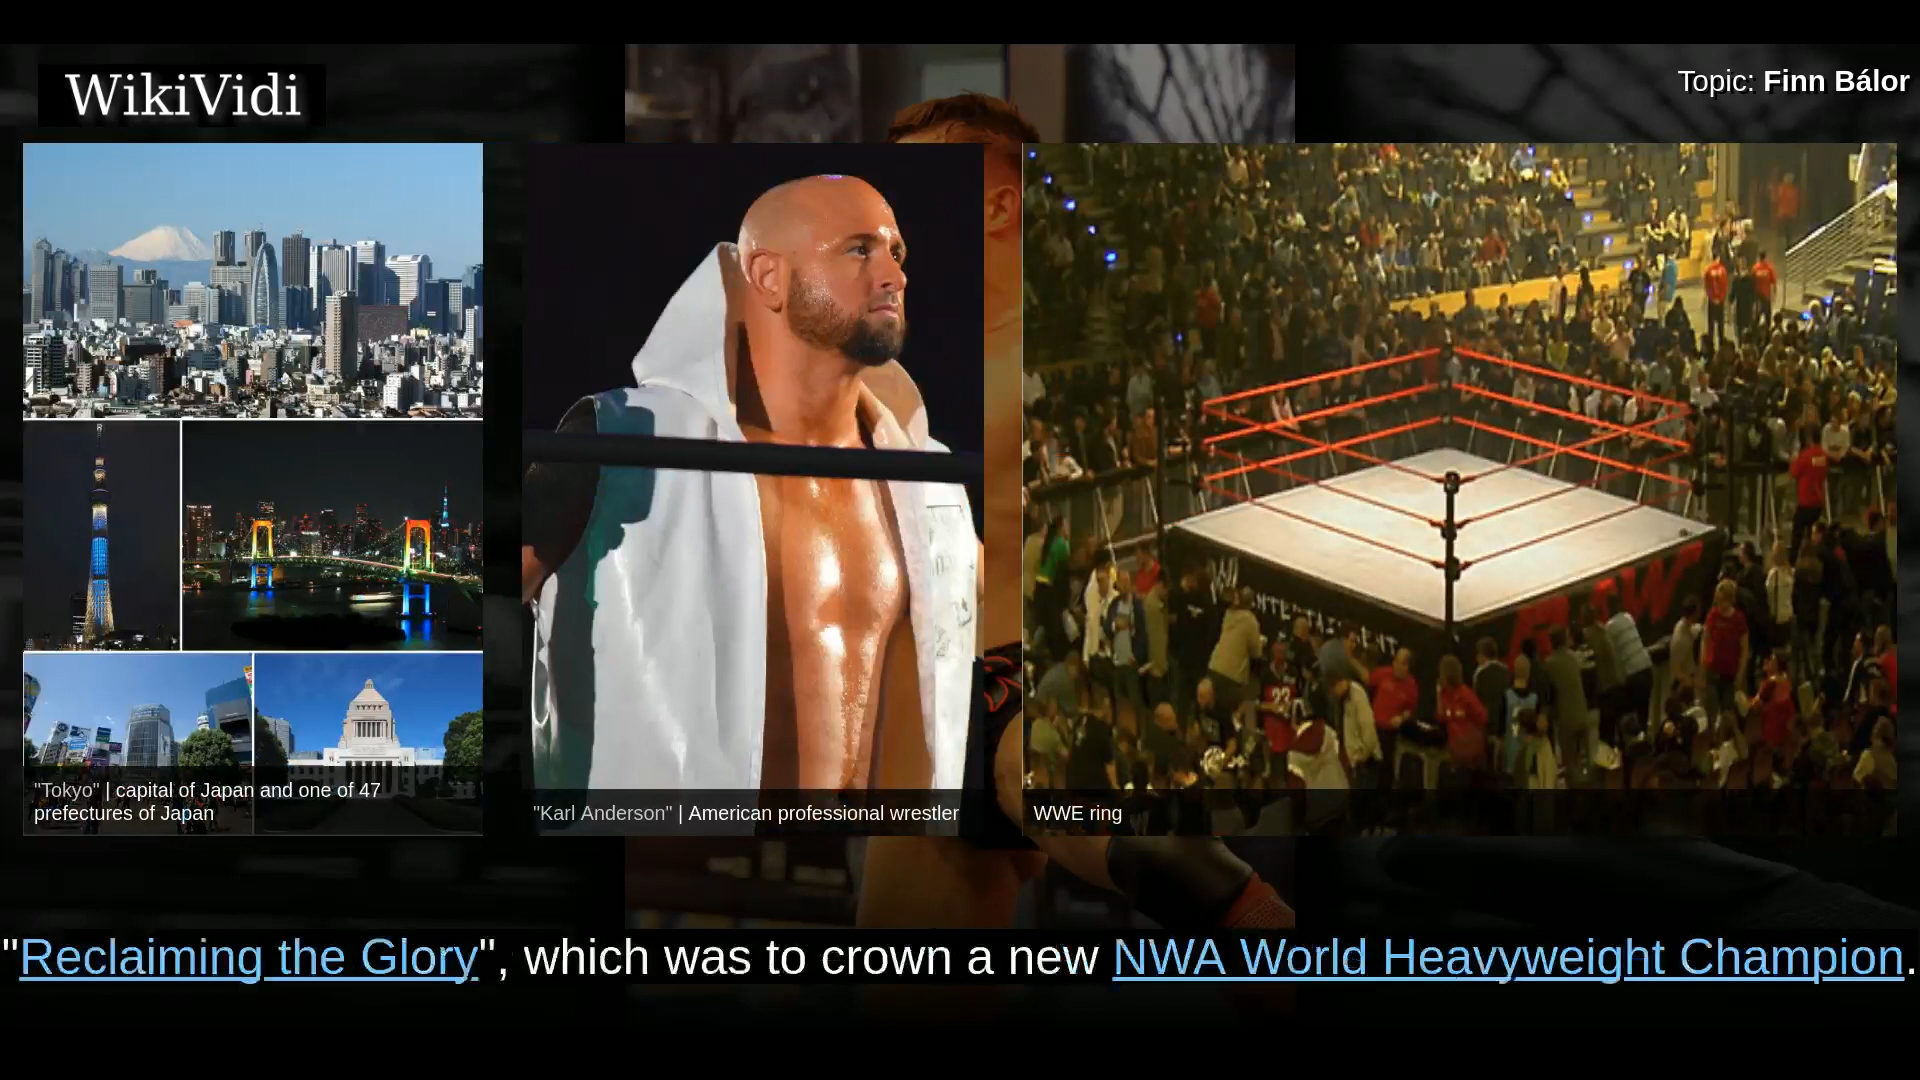 WikiVidi
Topic: Finn Bálor
"Tokyo" | capital of Japan and one of 47
prefectures of Japan
"Karl Anderson" | American professional wrestler
WWE ring
"Reclaiming the Glory", which was to crown a new NWA World Heavyweight Champion.